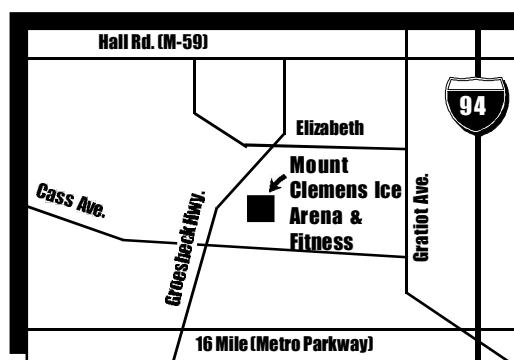 Hall Rd. (M-59)
94
Elizabeth
Mount
Clemens Ice
Arena &
Fitness
Cass Ave.
Groesbeck Hwy.
Gratiot Ave.
16 Mile (Metro Parkway)